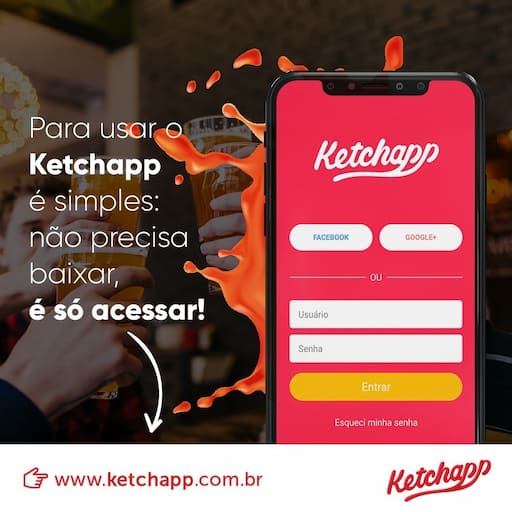 Para usar o
Ketchapp
é simples:
não precisa
baixar,
é só acessar!
Ketchapp
FACEBOOK
GOOGLE+
OU
Usuário
Senha
Entrar
Esqueci minha senha
www.ketchapp.com.br
Ketchapp